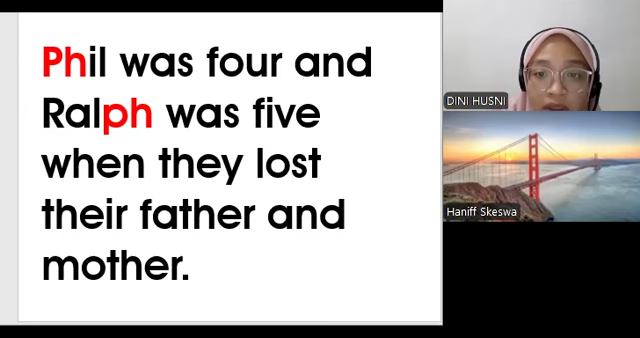 Phil was four and
Ralph was five
when they lost
their father and
mother.
DINI HUSNI
Haniff Skeswa